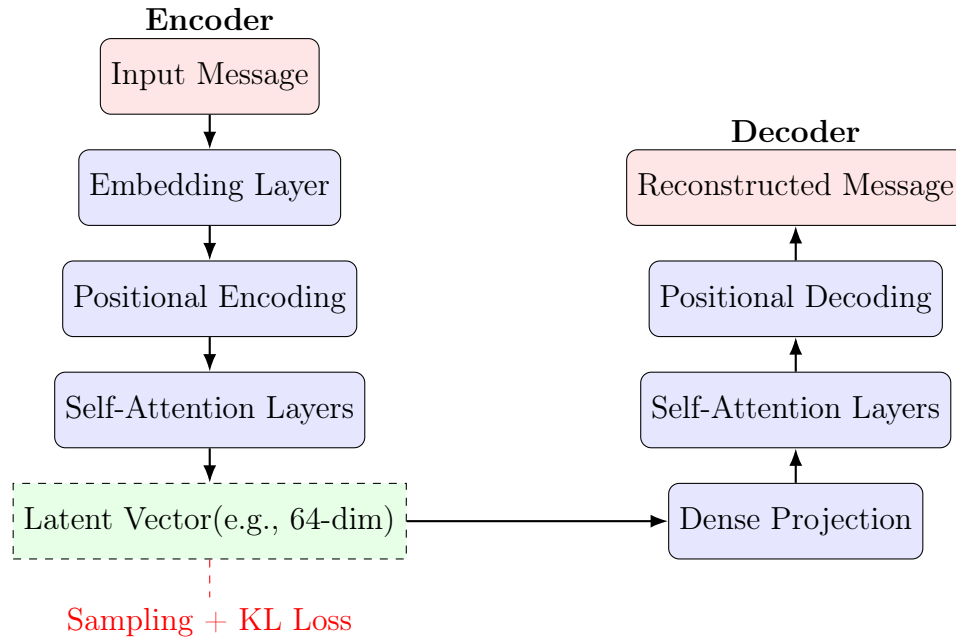 Encoder
Input Message
Embedding Layer
Positional Encoding
Self-Attention Layers
Latent Vector(e.g., 64-dim)
Sampling + KL Loss
Decoder
Reconstructed Message
Positional Decoding
Self-Attention Layers
Dense Projection